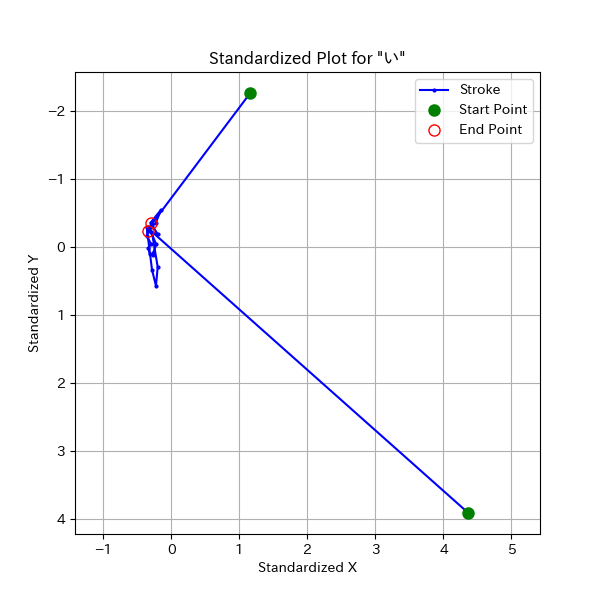 Standardized Plot for "い"
Stroke
Start Point
End Point
−2
−1
0
1
2
3
4
Standardized Y
−1 0 1 2 3 4 5
Standardized X